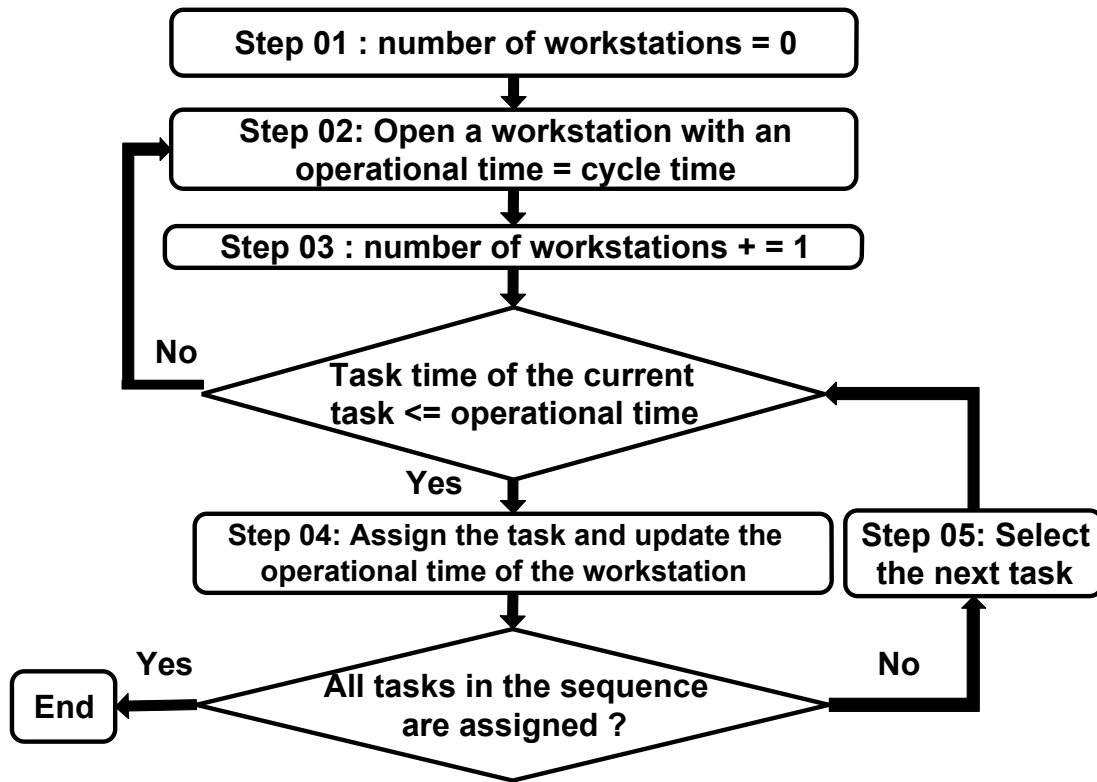 Step 01 : number of workstations = 0
Step 02: Open a workstation with an
operational time = cycle time
Step 03 : number of workstations + = 1
No
Task time of the current
task <= operational time
Yes
Step 04: Assign the task and update the
operational time of the workstation
Step 05: Select
the next task
Yes
No
End
All tasks in the sequence
are assigned ?